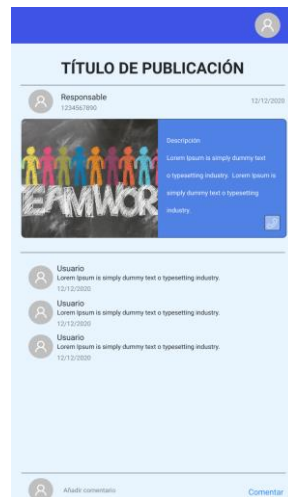 TÍTULO DE PUBLICACIÓN
Responsable
1234567890
12/12/2020
TEAMWOR
Descripción
Lorem Ipsum is simply dummy text
o typesetting industry. Lorem Ipsum is
simply dummy text o typesetting
industry.
Usuario
Lorem Ipsum is simply dummy text o typesetting industry.
12/12/2020
Usuario
Lorem Ipsum is simply dummy text o typesetting industry.
12/12/2020
Usuario
Lorem Ipsum is simply dummy text o typesetting industry.
12/12/2020
Añadir comentario
Comentar